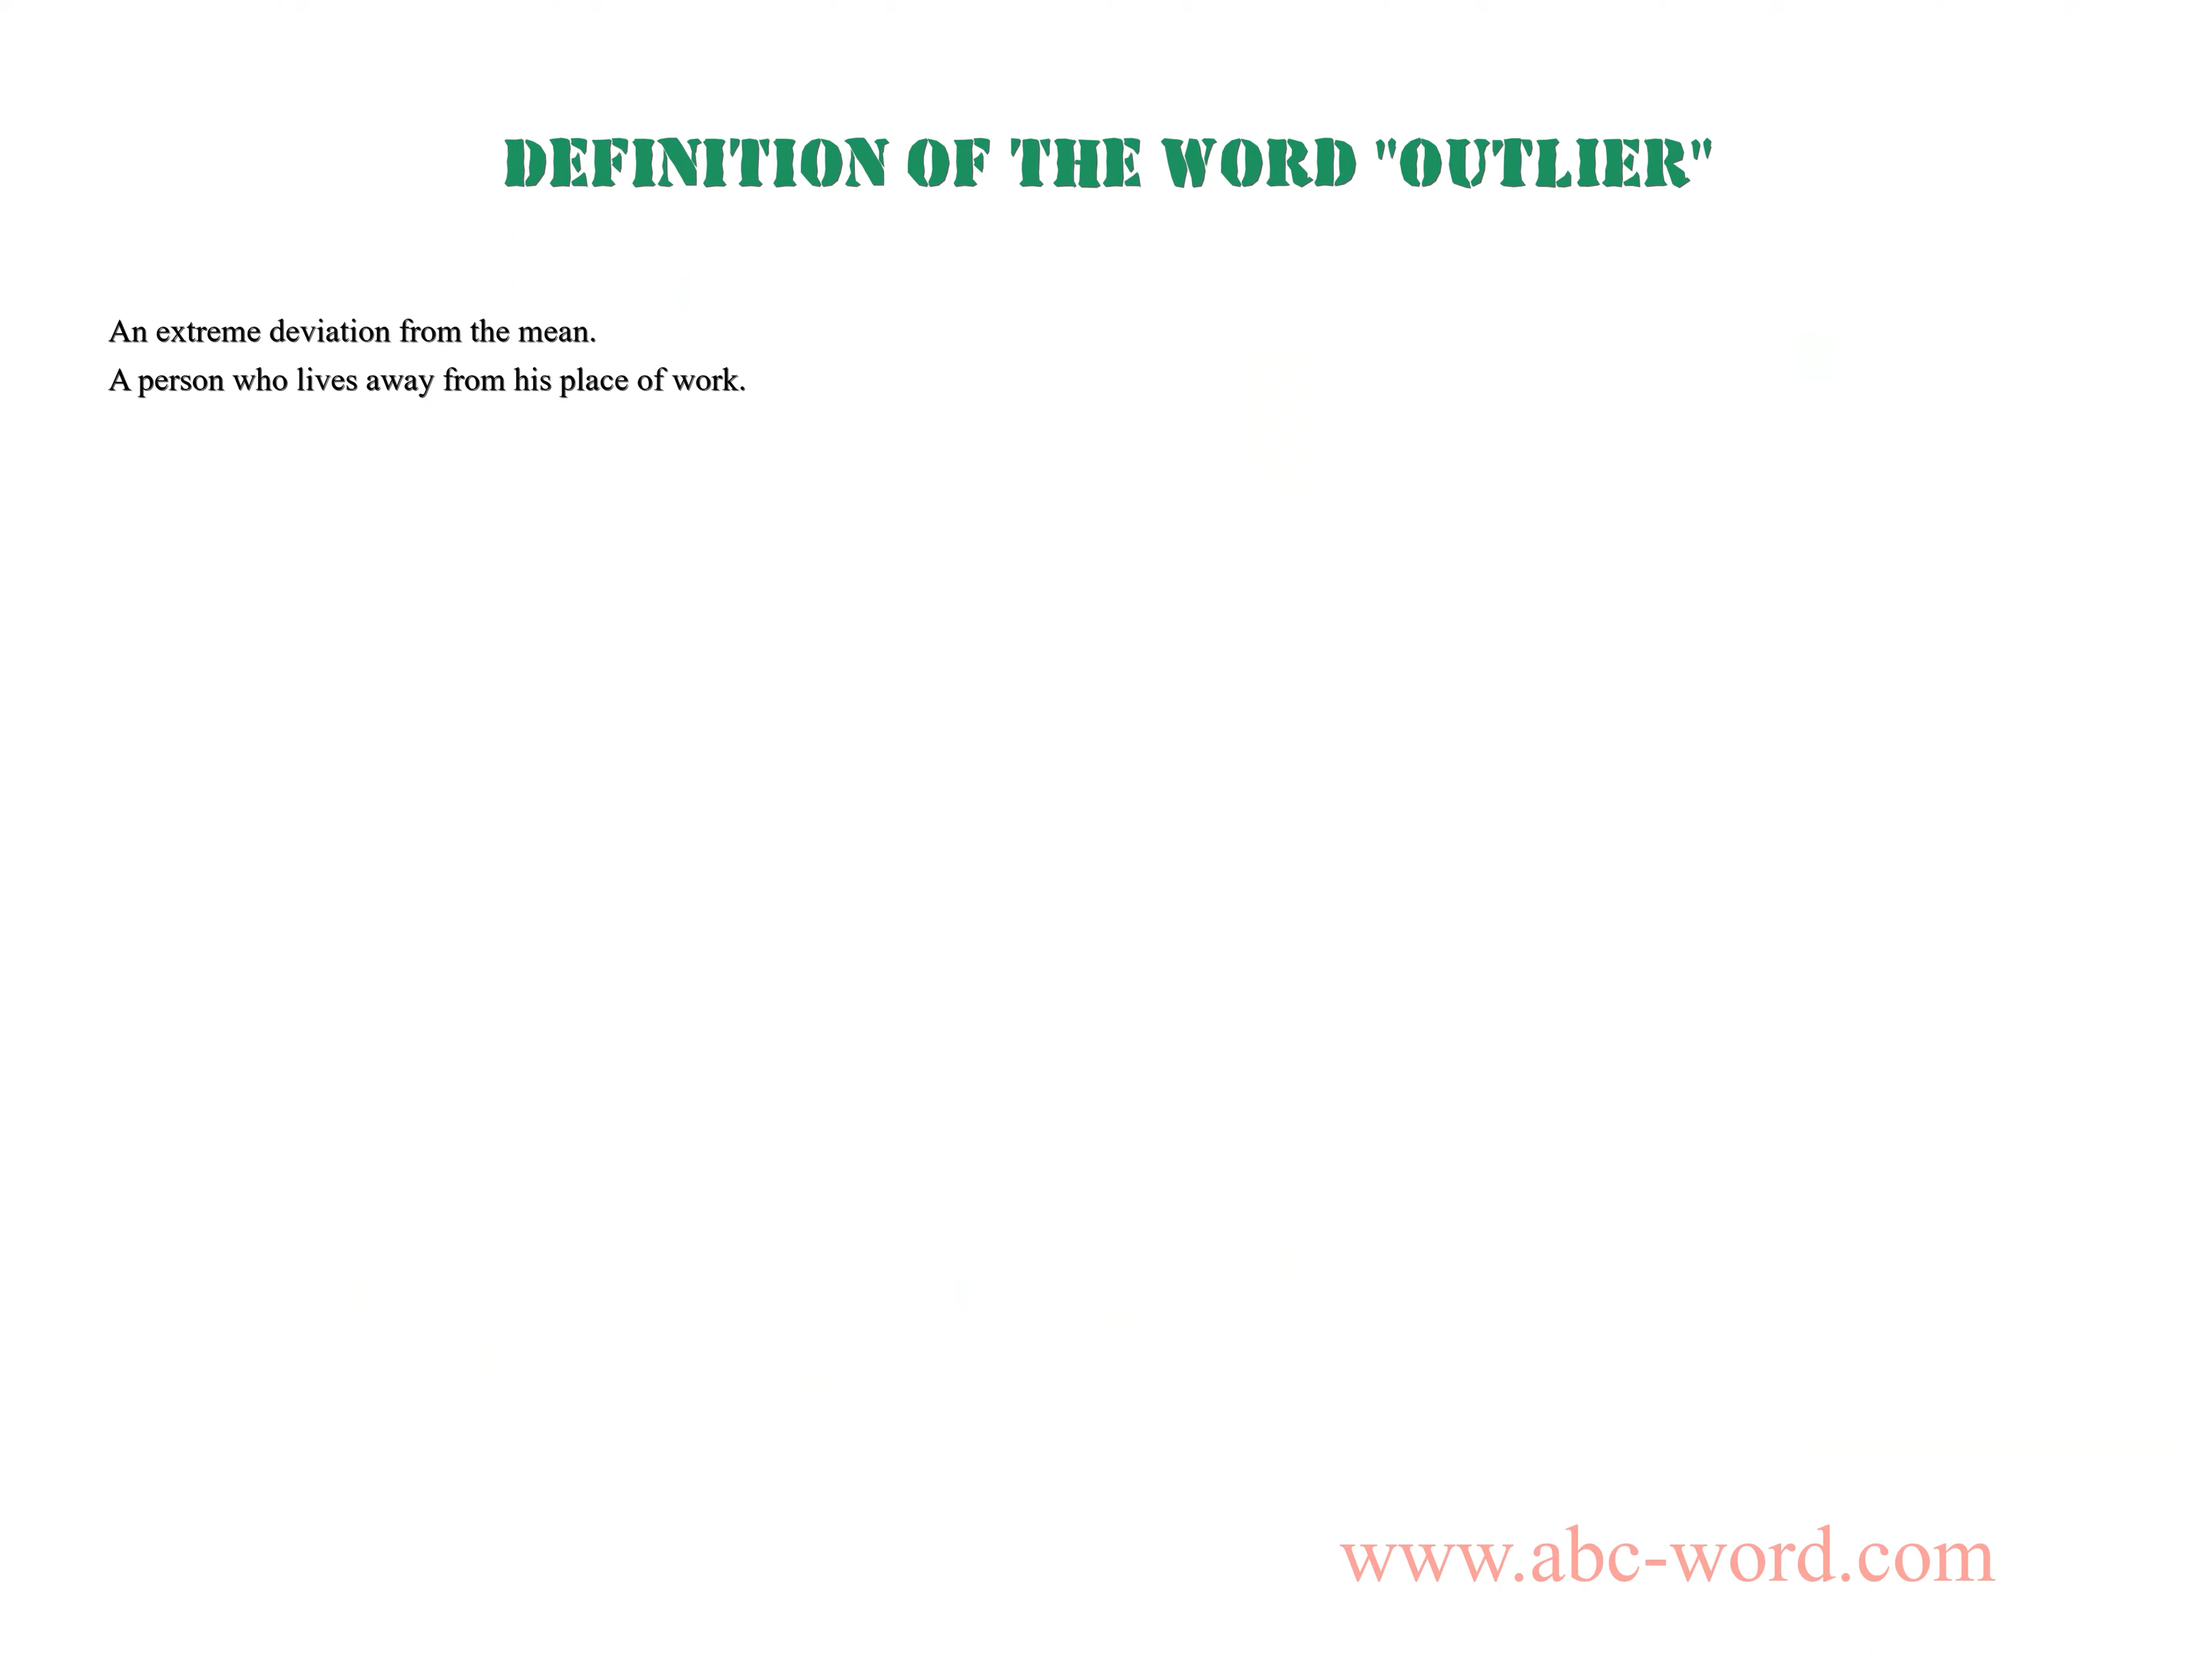 DEFINITION OF THE WORD "OUTLIER"
An extreme deviation from the mean.
A person who lives away from his place of work.
www.abc-word.com